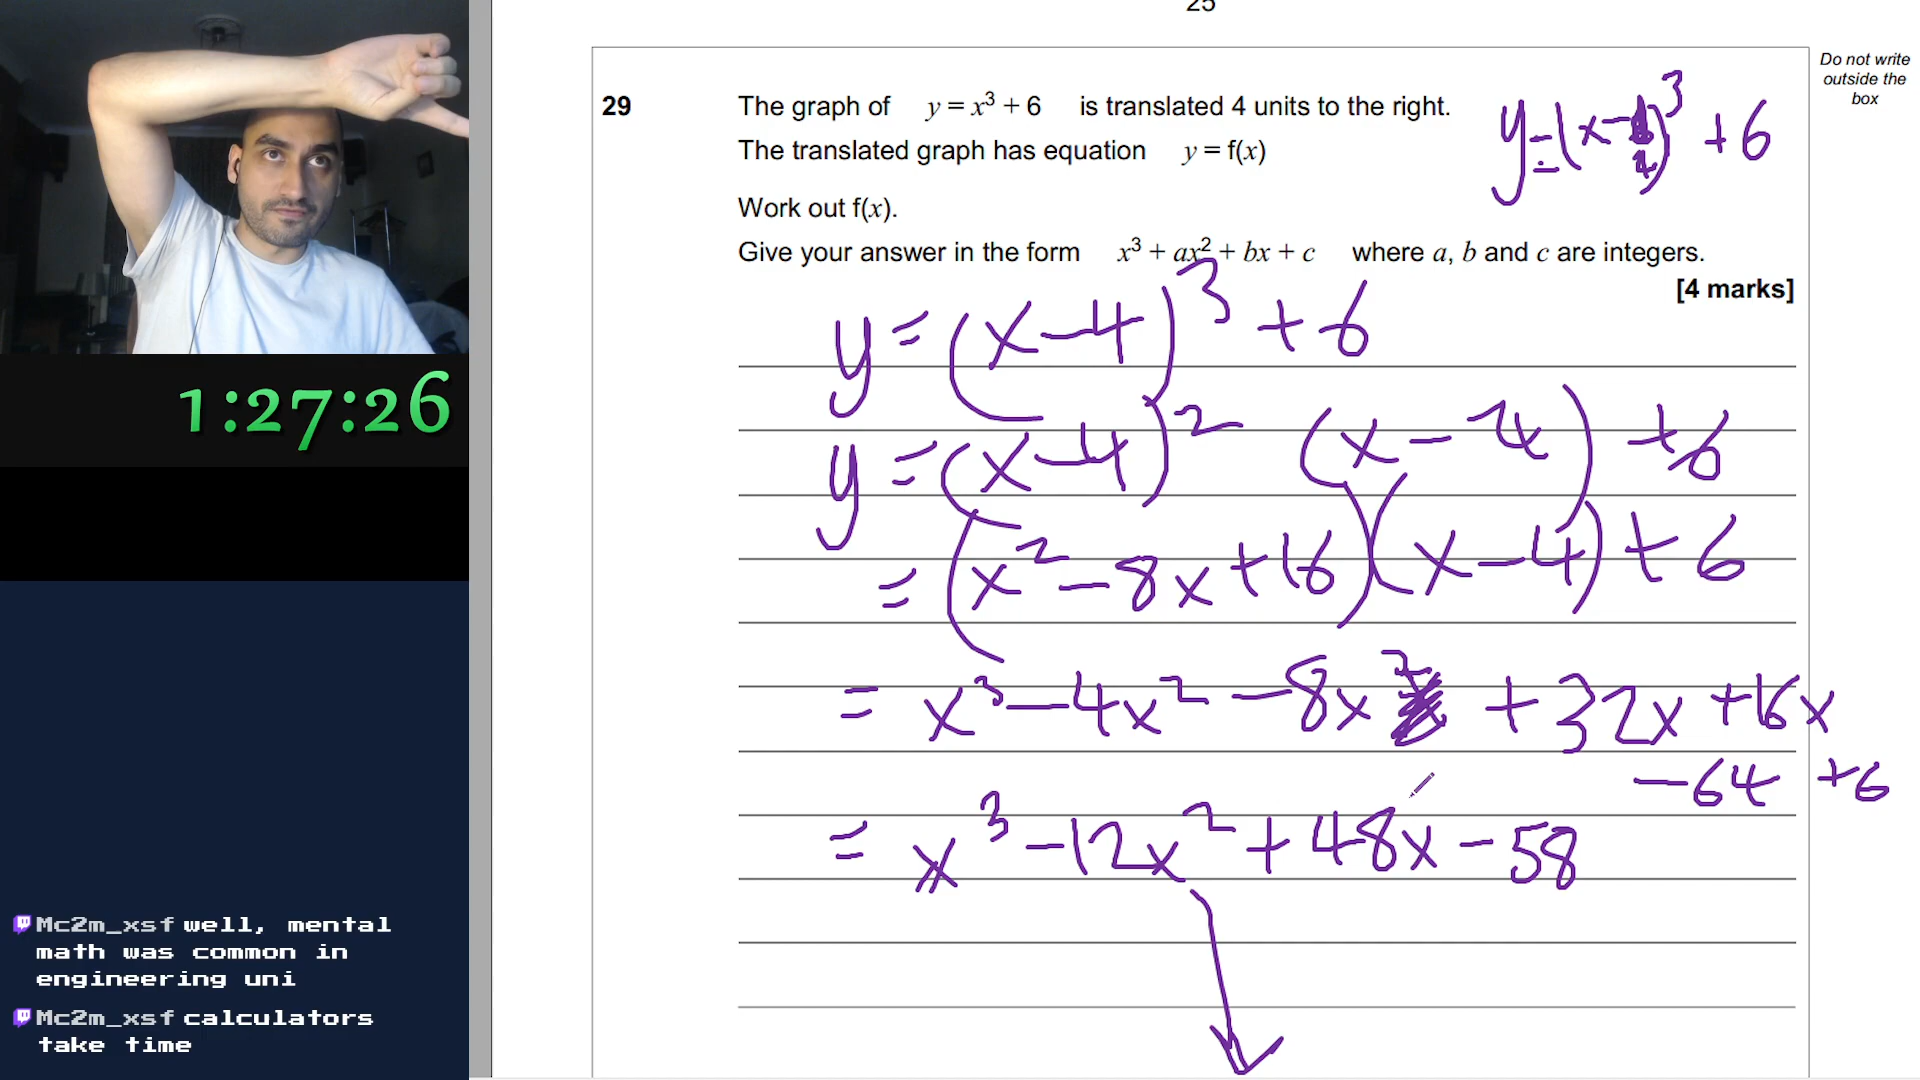 25
Do not write
outside the
box
29 The graph of y = x³ + 6 is translated 4 units to the right.
The translated graph has equation y = f(x)
y = (x - 4)³ + 6
Work out f(x).
Give your answer in the form x³ + ax² + bx + c where a, b and c are integers.
[4 marks]
y = (x - 4)³ + 6
y = (x - 4)² (x - 4) + 6
= (x² - 8x + 16)(x - 4) + 6
= x³ - 4x² - 8x² + 32x + 16x
- 64 + 6
= x³ - 12x² + 48x - 58
1:27:26
Mc2m_xsf well, mental
math was common in
engineering uni
Mc2m_xsf calculators
take time